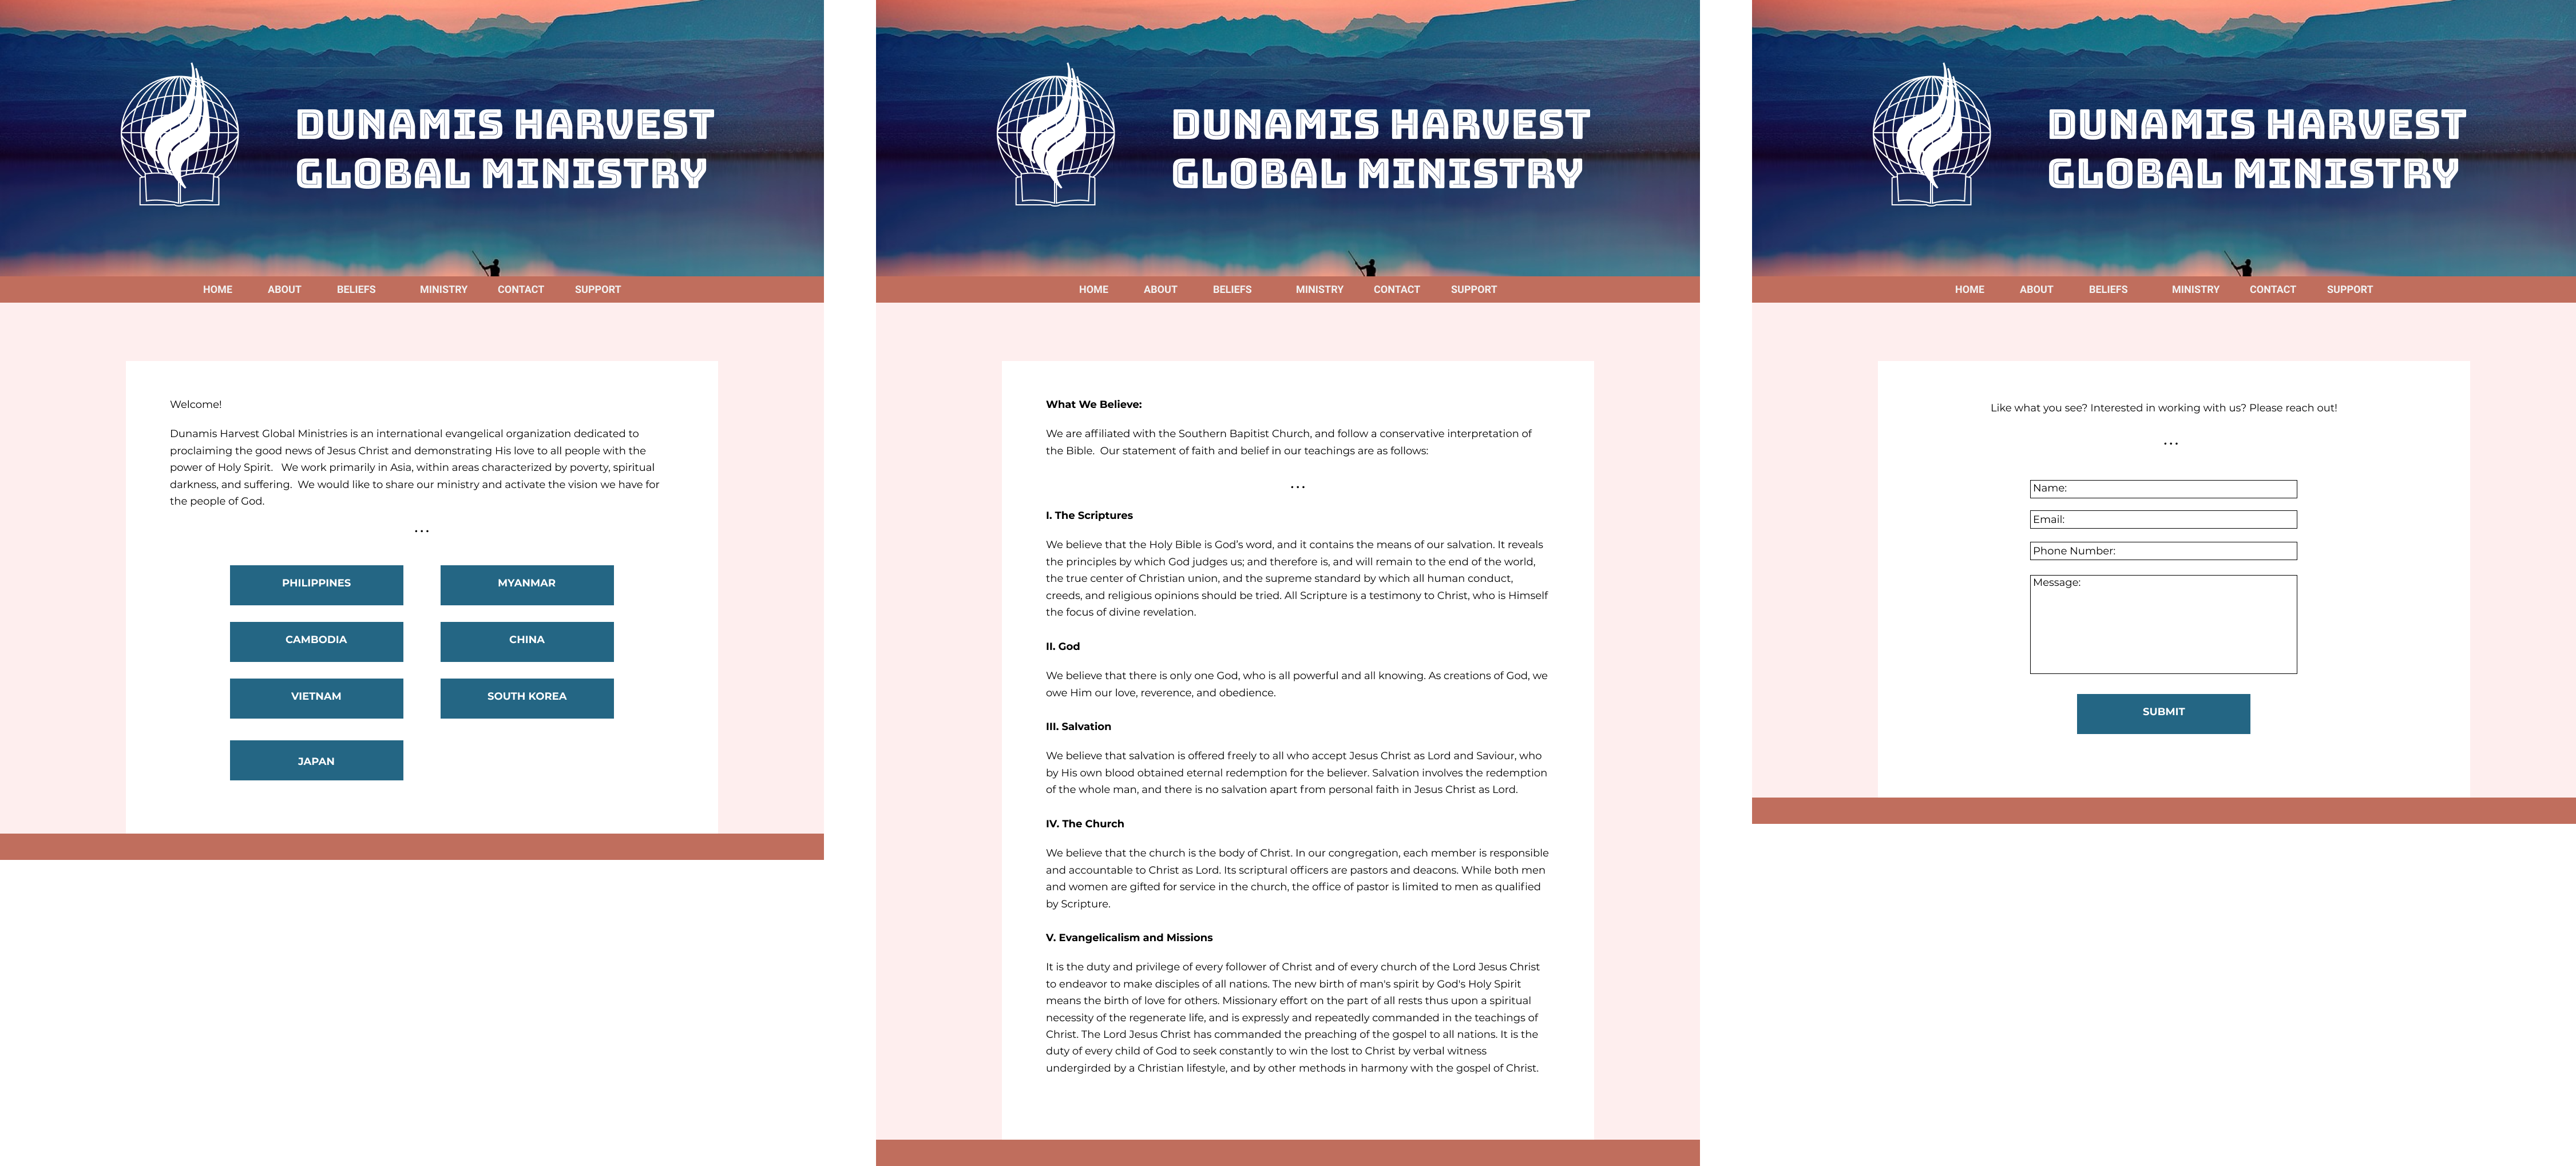 DUNAMIS HARVEST
GLOBAL MINISTRY
HOME ABOUT BELIEFS MINISTRY CONTACT SUPPORT
Welcome!
Dunamis Harvest Global Ministries is an international evangelical organization dedicated to
proclaiming the good news of Jesus Christ and demonstrating His love to all people with the
power of Holy Spirit.   We work primarily in Asia, within areas characterized by poverty, spiritual
darkness, and suffering.  We would like to share our ministry and activate the vision we have for
the people of God.
...
PHILIPPINES MYANMAR
CAMBODIA CHINA
VIETNAM SOUTH KOREA
JAPAN
DUNAMIS HARVEST
GLOBAL MINISTRY
HOME ABOUT BELIEFS MINISTRY CONTACT SUPPORT
What We Believe:
We are affiliated with the Southern Bapitist Church, and follow a conservative interpretation of
the Bible.  Our statement of faith and belief in our teachings are as follows:
...
I. The Scriptures
We believe that the Holy Bible is God’s word, and it contains the means of our salvation. It reveals
the principles by which God judges us; and therefore is, and will remain to the end of the world,
the true center of Christian union, and the supreme standard by which all human conduct,
creeds, and religious opinions should be tried. All Scripture is a testimony to Christ, who is Himself
the focus of divine revelation.
II. God
We believe that there is only one God, who is all powerful and all knowing. As creations of God, we
owe Him our love, reverence, and obedience.
III. Salvation
We believe that salvation is offered freely to all who accept Jesus Christ as Lord and Saviour, who
by His own blood obtained eternal redemption for the believer. Salvation involves the redemption
of the whole man, and there is no salvation apart from personal faith in Jesus Christ as Lord.
IV. The Church
We believe that the church is the body of Christ. In our congregation, each member is responsible
and accountable to Christ as Lord. Its scriptural officers are pastors and deacons. While both men
and women are gifted for service in the church, the office of pastor is limited to men as qualified
by Scripture.
V. Evangelicalism and Missions
It is the duty and privilege of every follower of Christ and of every church of the Lord Jesus Christ
to endeavor to make disciples of all nations. The new birth of man's spirit by God's Holy Spirit
means the birth of love for others. Missionary effort on the part of all rests thus upon a spiritual
necessity of the regenerate life, and is expressly and repeatedly commanded in the teachings of
Christ. The Lord Jesus Christ has commanded the preaching of the gospel to all nations. It is the
duty of every child of God to seek constantly to win the lost to Christ by verbal witness
undergirded by a Christian lifestyle, and by other methods in harmony with the gospel of Christ.
DUNAMIS HARVEST
GLOBAL MINISTRY
HOME ABOUT BELIEFS MINISTRY CONTACT SUPPORT
Like what you see? Interested in working with us? Please reach out!
...
Name:
Email:
Phone Number:
Message:
SUBMIT